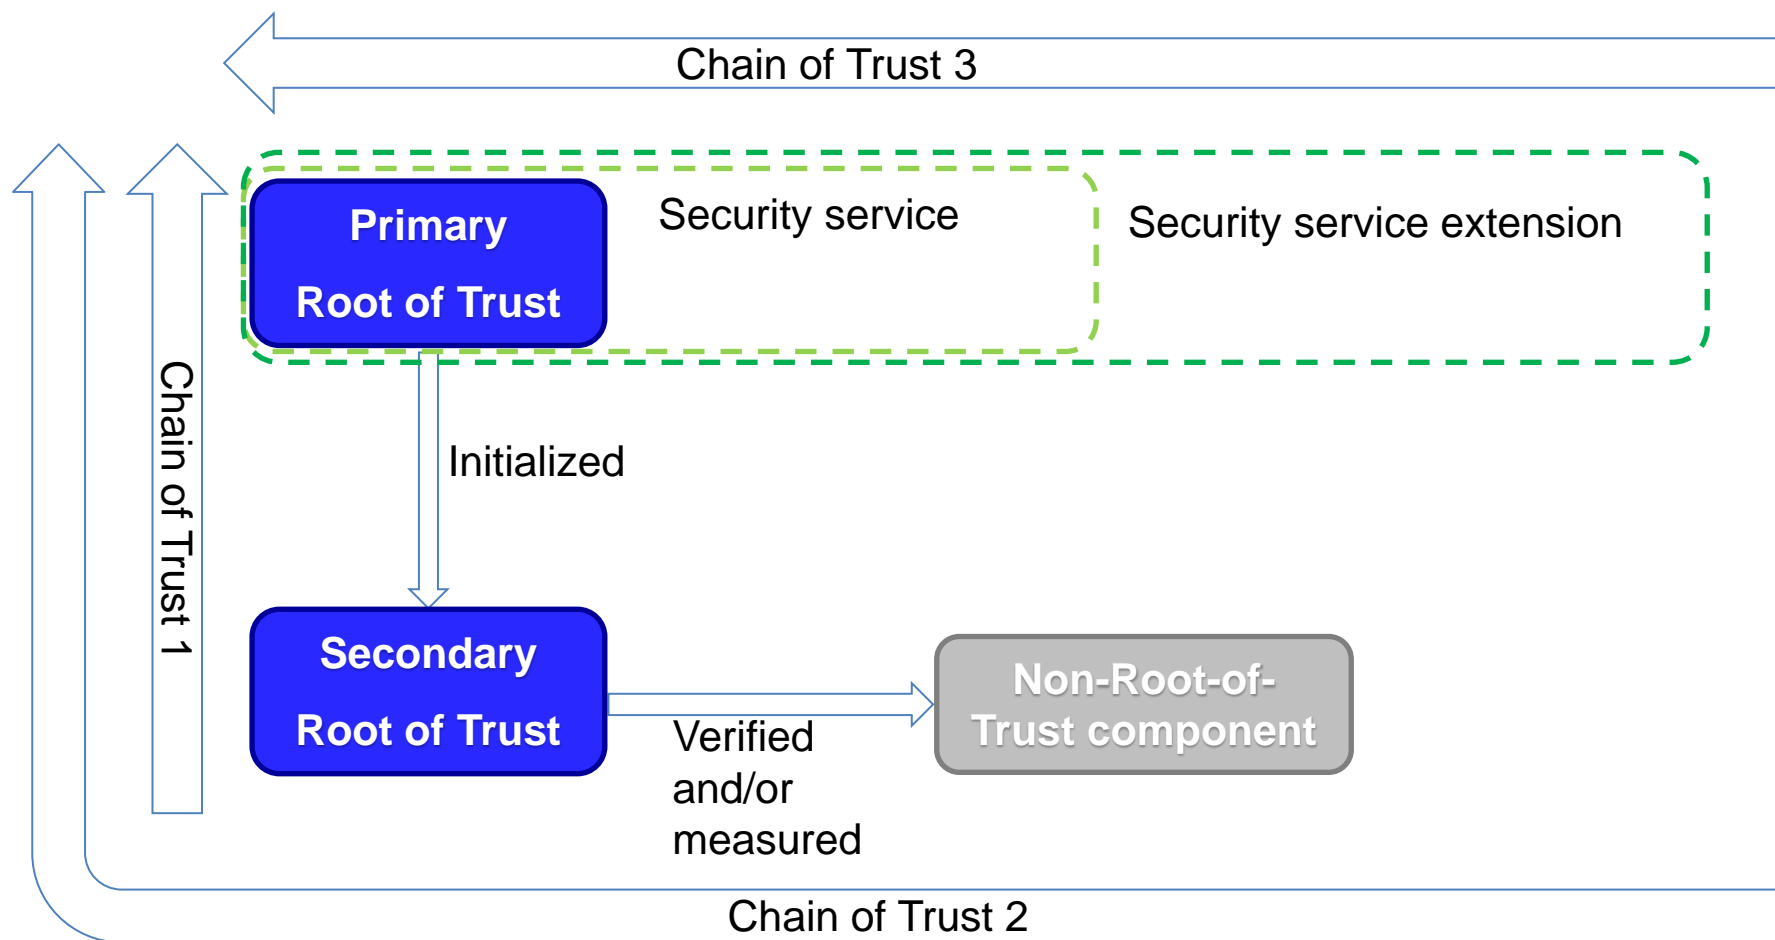 Chain of Trust 3
Primary
Root of Trust
Security service
Security service extension
Chain of Trust 1
Initialized
Secondary
Root of Trust
Verified
and/or
measured
Non-Root-of-
Trust component
Chain of Trust 2